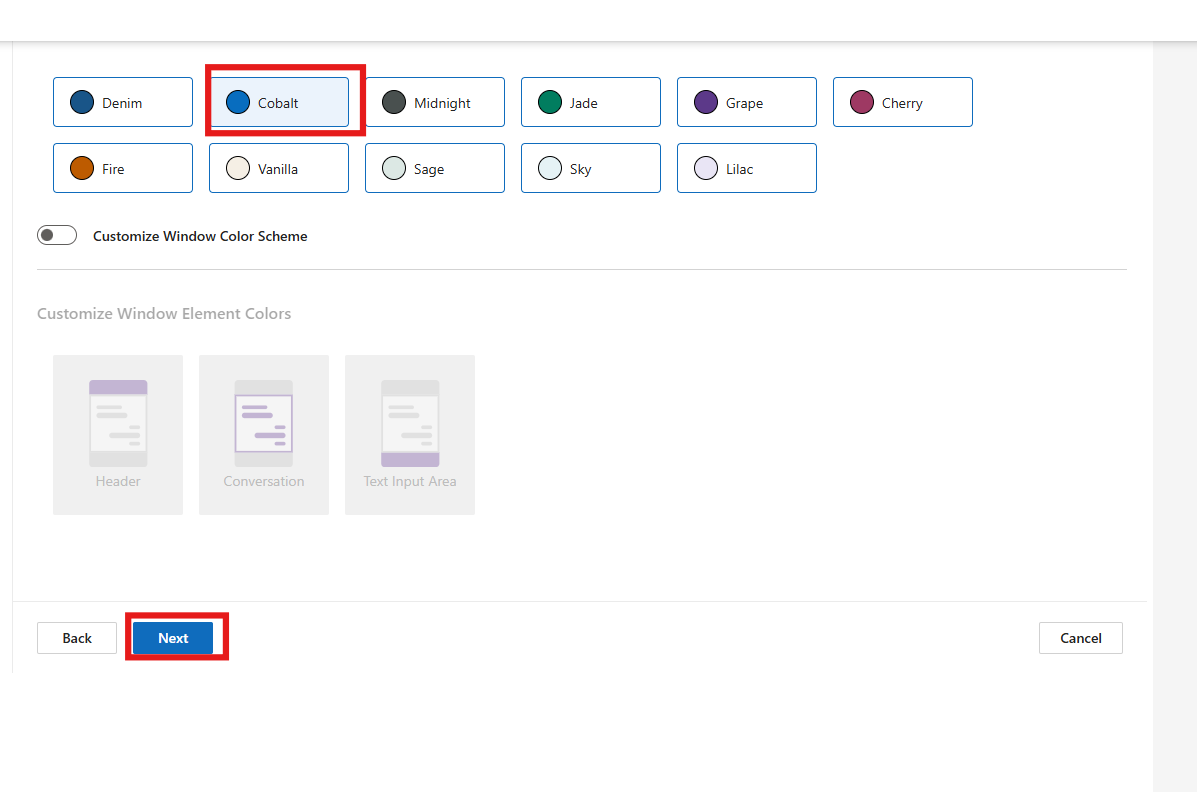 Denim Cobalt Midnight Jade Grape Cherry
Fire Vanilla Sage Sky Lilac
Customize Window Color Scheme
Customize Window Element Colors
Header Conversation Text Input Area
Back Next Cancel